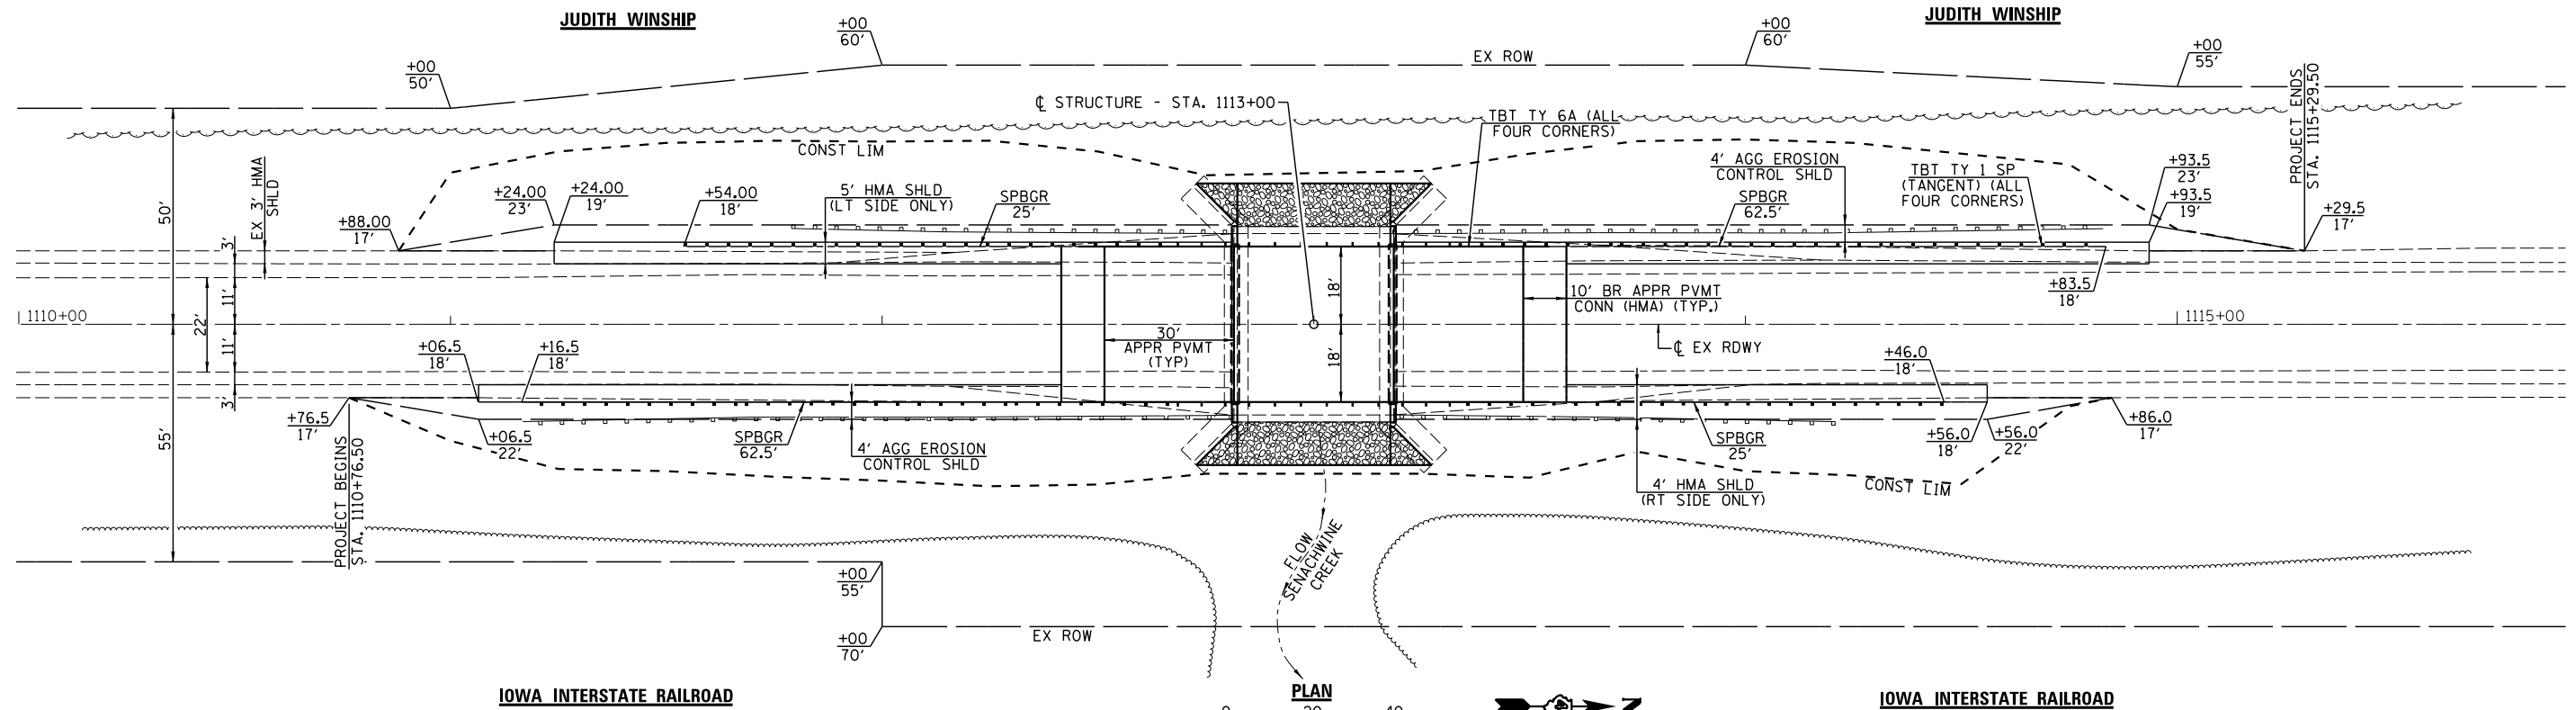 JUDITH WINSHIP
JUDITH WINSHIP
+00
60'
+00
60'
+00
50'
+00
55'
EX ROW
PROJECT ENDS
STA. 1115+29.50
℄ STRUCTURE - STA. 1113+00
TBT TY 6A (ALL
FOUR CORNERS)
CONST LIM
EX 3' HMA
SHLD
50'
+24.00
23'
+24.00
19'
+54.00
18'
5' HMA SHLD
(LT SIDE ONLY)
SPBGR
25'
4' AGG EROSION
CONTROL SHLD
SPBGR
62.5'
TBT TY 1 SP
(TANGENT) (ALL
FOUR CORNERS)
+93.5
23'
+93.5
19'
+29.5
17'
+88.00
17'
3'
11'
22'
11'
3'
18'
18'
+83.5
18'
10' BR APPR PVMT
CONN (HMA) (TYP.)
1110+00
1115+00
30'
APPR PVMT
(TYP)
℄ EX RDWY
+06.5
18'
+16.5
18'
+46.0
18'
+76.5
17'
+06.5
22'
SPBGR
62.5'
4' AGG EROSION
CONTROL SHLD
SPBGR
25'
+56.0
18'
+56.0
22'
+86.0
17'
55'
PROJECT BEGINS
STA. 1110+76.50
4' HMA SHLD
(RT SIDE ONLY)
CONST LIM
FLOW
SENACHWINE
CREEK
+00
55'
+00
70'
EX ROW
IOWA INTERSTATE RAILROAD
PLAN
IOWA INTERSTATE RAILROAD
0 20 40
N